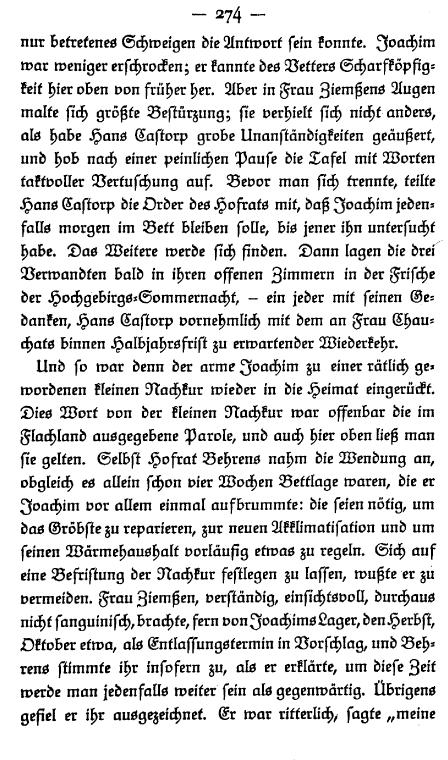 — 274 —
nur betretenes Schweigen die Antwort sein konnte. Joachim
war weniger erschrocken; er kannte des Vetters Scharfköpfig-
keit hier oben von früher her. Aber in Frau Ziemßens Augen
malte sich größte Bestürzung; sie verhielt sich nicht anders,
als habe Hans Castorp grobe Unanständigkeiten geäußert,
und hob nach einer peinlichen Pause die Tafel mit Worten
taktvoller Vertuschung auf. Bevor man sich trennte, teilte
Hans Castorp die Order des Hofrats mit, daß Joachim jeden-
falls morgen im Bett bleiben solle, bis jener ihn untersucht
habe. Das Weitere werde sich finden. Dann lagen die drei
Verwandten bald in ihren offenen Zimmern in der Frische
der Hochgebirgs-Sommernacht, – ein jeder mit seinen Ge-
danken, Hans Castorp vornehmlich mit dem an Frau Chau-
chats binnen Halbjahrsfrist zu erwartender Wiederkehr.
Und so war denn der arme Joachim zu einer rätlich ge-
wordenen kleinen Nachkur wieder in die Heimat eingerückt.
Dies Wort von der kleinen Nachkur war offenbar die im
Flachland ausgegebene Parole, und auch hier oben ließ man
sie gelten. Selbst Hofrat Behrens nahm die Wendung an,
obgleich es allein schon vier Wochen Bettlage waren, die er
Joachim vor allem einmal aufbrummte: die seien nötig, um
das Gröbste zu reparieren, zur neuen Akklimatisation und um
seinen Wärmehaushalt vorläufig etwas zu regeln. Sich auf
eine Befristung der Nachkur festlegen zu lassen, wußte er zu
vermeiden. Frau Ziemßen, verständig, einsichtsvoll, durchaus
nicht sanguinisch, brachte, fern von Joachims Lager, den Herbst,
Oktober etwa, als Entlassungstermin in Vorschlag, und Beh-
rens stimmte ihr insofern zu, als er erklärte, um diese Zeit
werde man jedenfalls weiter sein als gegenwärtig. Übrigens
gefiel er ihr ausgezeichnet. Er war ritterlich, sagte „meine